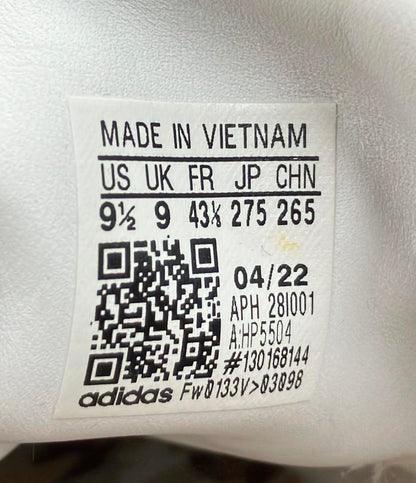 MADE IN VIETNAM
US UK FR JP CHN
9½ 9 43⅓ 275 265
04/22
APH 28I001
A:HP5504
#130168144
adidas FW0133V>03098